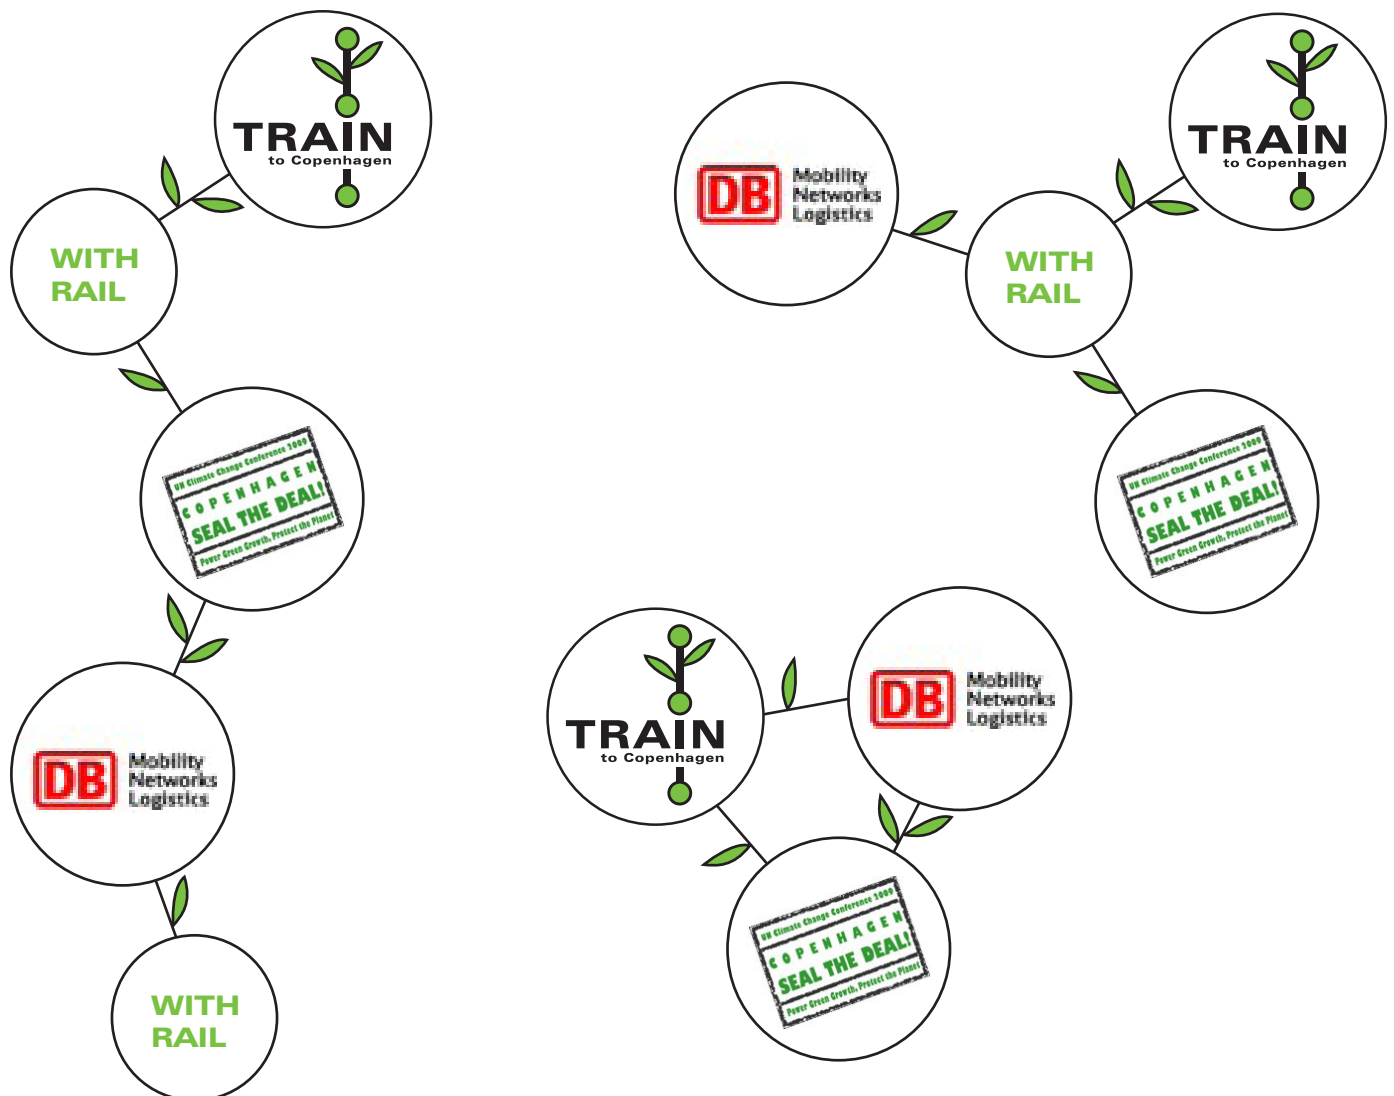 TRAIN
to Copenhagen
WITH
RAIL
UN Climate Change Conference 2009
COPENHAGEN
SEAL THE DEAL!
Power Green Growth, Protect the Planet
DB
Mobility
Networks
Logistics
WITH
RAIL
DB
Mobility
Networks
Logistics
TRAIN
to Copenhagen
WITH
RAIL
UN Climate Change Conference 2009
COPENHAGEN
SEAL THE DEAL!
Power Green Growth, Protect the Planet
TRAIN
to Copenhagen
DB
Mobility
Networks
Logistics
UN Climate Change Conference 2009
COPENHAGEN
SEAL THE DEAL!
Power Green Growth, Protect the Planet